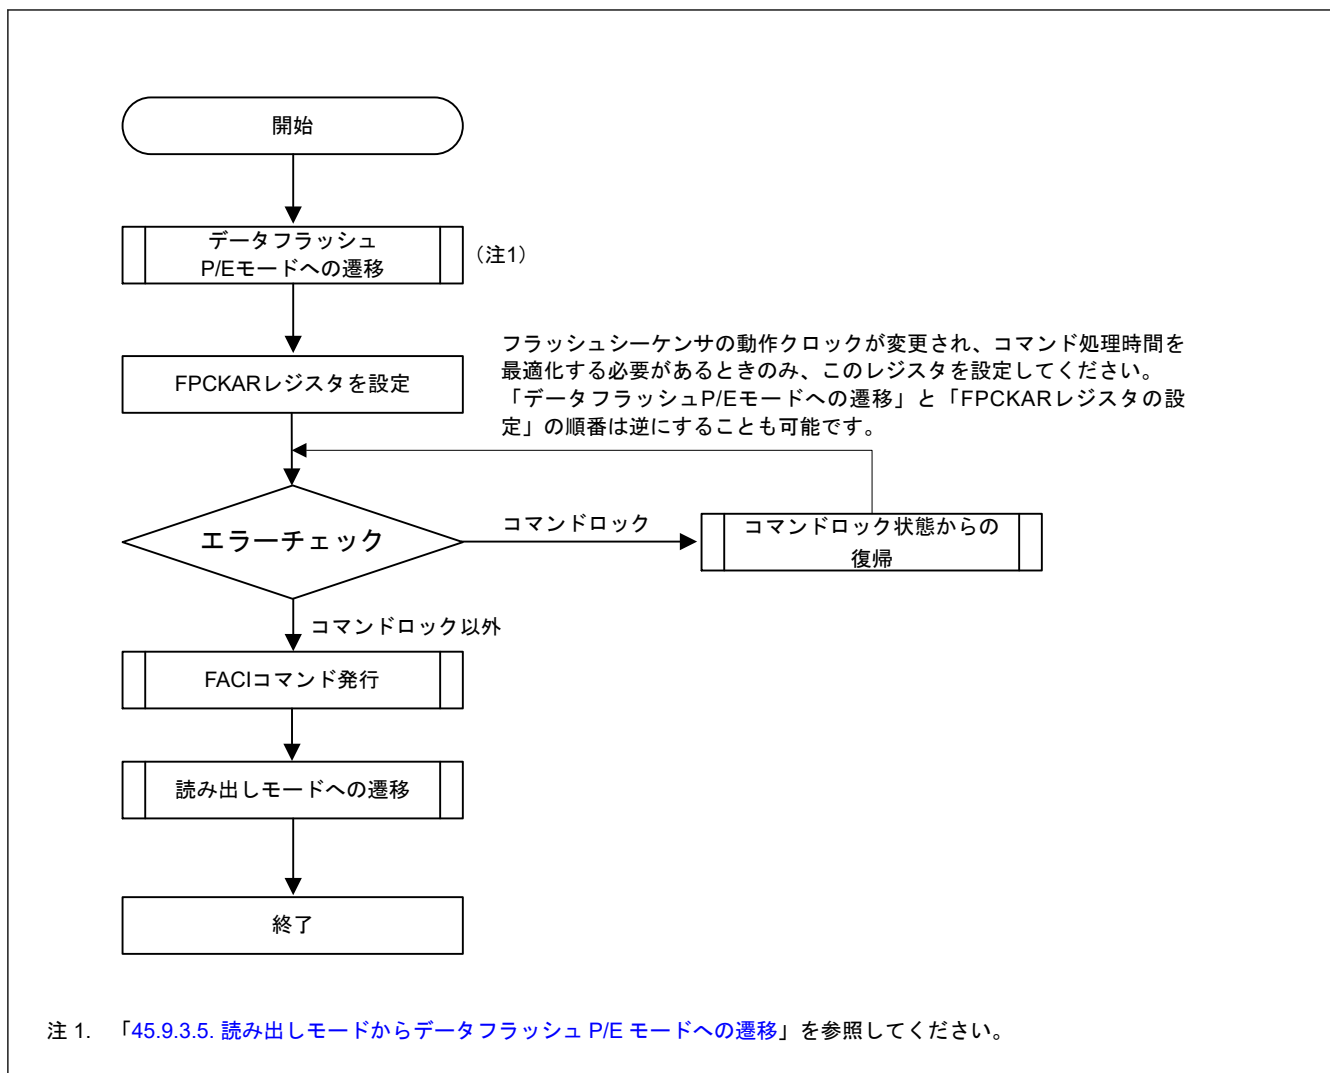 開始
データフラッシュ
P/Eモードへの遷移
（注1）
FPCKARレジスタを設定
フラッシュシーケンサの動作クロックが変更され、コマンド処理時間を
最適化する必要があるときのみ、このレジスタを設定してください。
「データフラッシュP/Eモードへの遷移」と「FPCKARレジスタの設
定」の順番は逆にすることも可能です。
エラーチェック
コマンドロック
コマンドロック状態からの
復帰
コマンドロック以外
FACIコマンド発行
読み出しモードへの遷移
終了
注 1. 「45.9.3.5. 読み出しモードからデータフラッシュ P/E モードへの遷移」を参照してください。